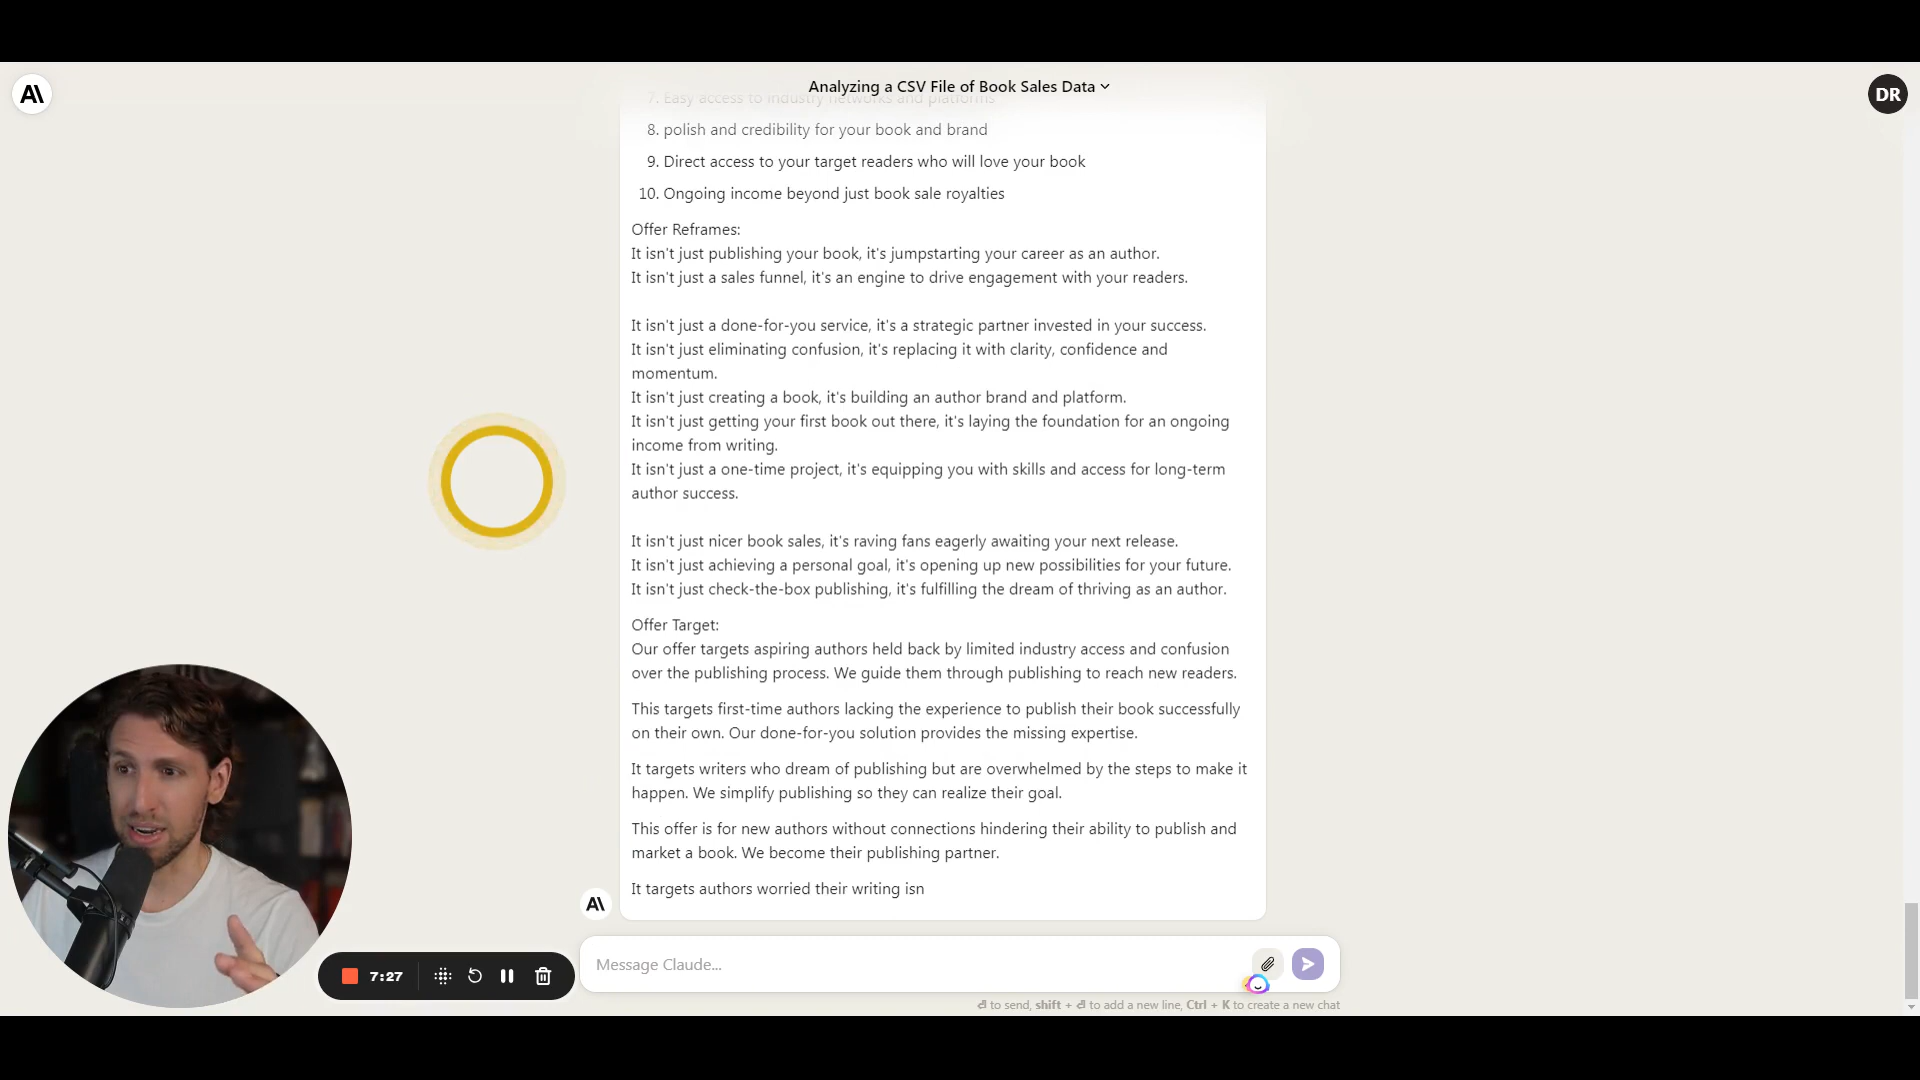 Analyzing a CSV File of Book Sales Data
DR
7. Easy access to industry networks and platforms
8. polish and credibility for your book and brand
9. Direct access to your target readers who will love your book
10. Ongoing income beyond just book sale royalties
Offer Reframes:
It isn't just publishing your book, it's jumpstarting your career as an author.
It isn't just a sales funnel, it's an engine to drive engagement with your readers.
It isn't just a done-for-you service, it's a strategic partner invested in your success.
It isn't just eliminating confusion, it's replacing it with clarity, confidence and
momentum.
It isn't just creating a book, it's building an author brand and platform.
It isn't just getting your first book out there, it's laying the foundation for an ongoing
income from writing.
It isn't just a one-time project, it's equipping you with skills and access for long-term
author success.
It isn't just nicer book sales, it's raving fans eagerly awaiting your next release.
It isn't just achieving a personal goal, it's opening up new possibilities for your future.
It isn't just check-the-box publishing, it's fulfilling the dream of thriving as an author.
Offer Target:
Our offer targets aspiring authors held back by limited industry access and confusion
over the publishing process. We guide them through publishing to reach new readers.
This targets first-time authors lacking the experience to publish their book successfully
on their own. Our done-for-you solution provides the missing expertise.
It targets writers who dream of publishing but are overwhelmed by the steps to make it
happen. We simplify publishing so they can realize their goal.
This offer is for new authors without connections hindering their ability to publish and
market a book. We become their publishing partner.
It targets authors worried their writing isn
Message Claude...
7:27
⏎ to send, shift + ⏎ to add a new line, Ctrl + K to create a new chat